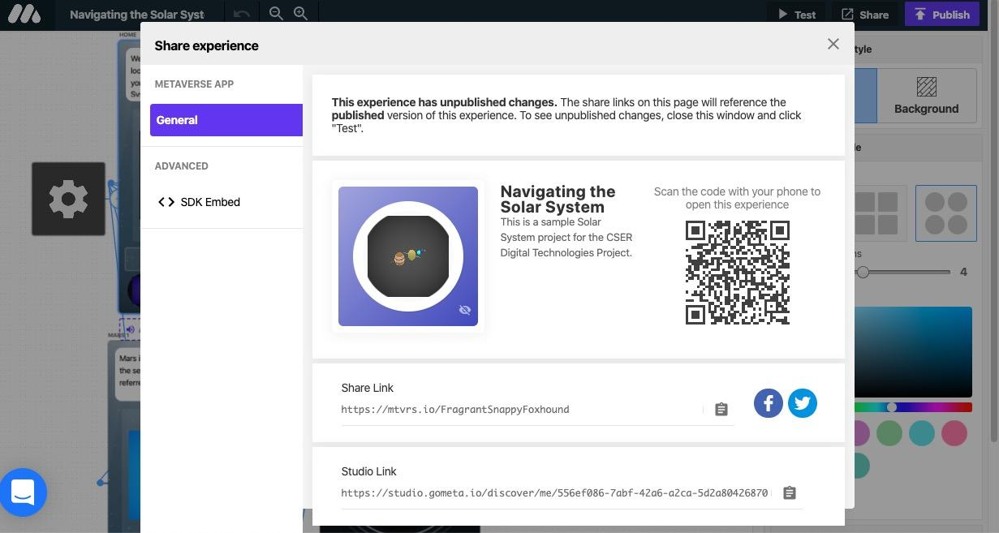 Navigating the Solar Syst
Test
Share
Publish
HOME
Share experience
METAVERSE APP
General
ADVANCED
SDK Embed
This experience has unpublished changes. The share links on this page will reference the
published version of this experience. To see unpublished changes, close this window and click
"Test".
Navigating the
Solar System
This is a sample Solar
System project for the CSER
Digital Technologies Project.
Scan the code with your phone to
open this experience
Share Link
https://mtvrs.io/FragrantSnappyFoxhound
Studio Link
https://studio.gometa.io/discover/me/556ef086-7abf-42a6-a2ca-5d2a80426870
We
loc
you
Sys
MARS 1
Mars i
the se
referre
tyle
Background
le
ns
4